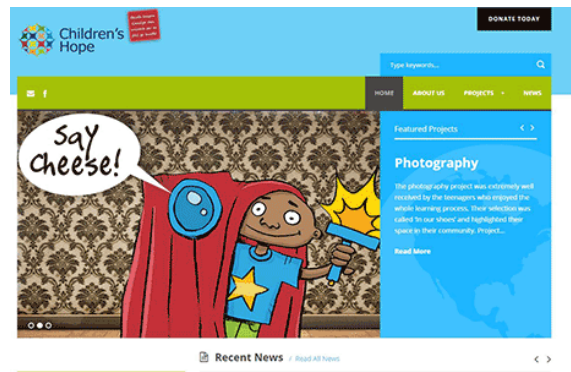 DONATE TODAY
Children's
Hope
Type keywords...
HOME ABOUT US PROJECTS NEWS
Say
Cheese!
Featured Projects
Photography
The photography project was extremely well
received by the teenagers who enjoyed the
whole learning process. Their selection was
called 'In our shoes' and highlighted their
space in their community. Project...
Read More
Recent News / Read All News